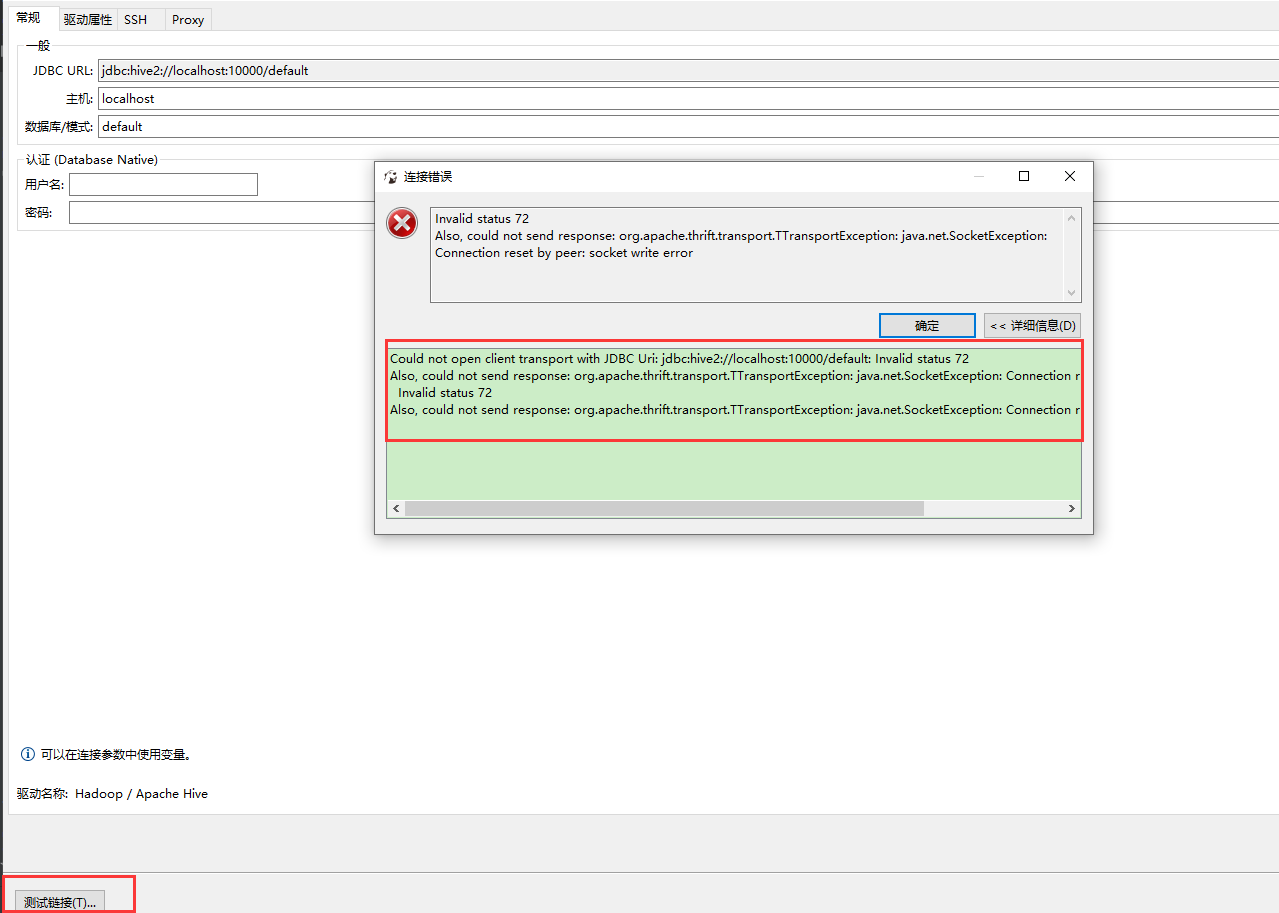 常规
驱动属性
SSH
Proxy
一般
JDBC URL:
jdbc:hive2://localhost:10000/default
主机:
localhost
数据库/模式:
default
认证 (Database Native)
用户名:
密码:
连接错误
Invalid status 72
Also, could not send response: org.apache.thrift.transport.TTransportException: java.net.SocketException:
Connection reset by peer: socket write error
确定
<< 详细信息(D)
Could not open client transport with JDBC Uri: jdbc:hive2://localhost:10000/default: Invalid status 72
Also, could not send response: org.apache.thrift.transport.TTransportException: java.net.SocketException: Connection r
Invalid status 72
Also, could not send response: org.apache.thrift.transport.TTransportException: java.net.SocketException: Connection r
可以在连接参数中使用变量。
驱动名称: Hadoop / Apache Hive
测试链接(T)...